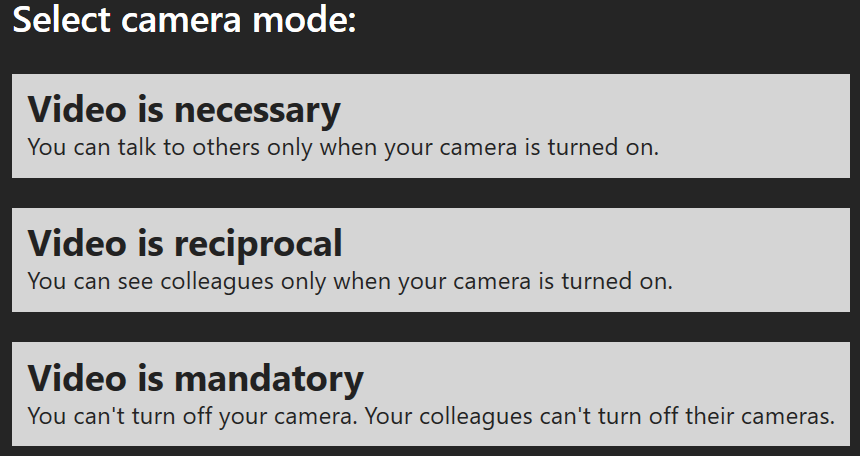 Select camera mode:
Video is necessary
You can talk to others only when your camera is turned on.
Video is reciprocal
You can see colleagues only when your camera is turned on.
Video is mandatory
You can't turn off your camera. Your colleagues can't turn off their cameras.